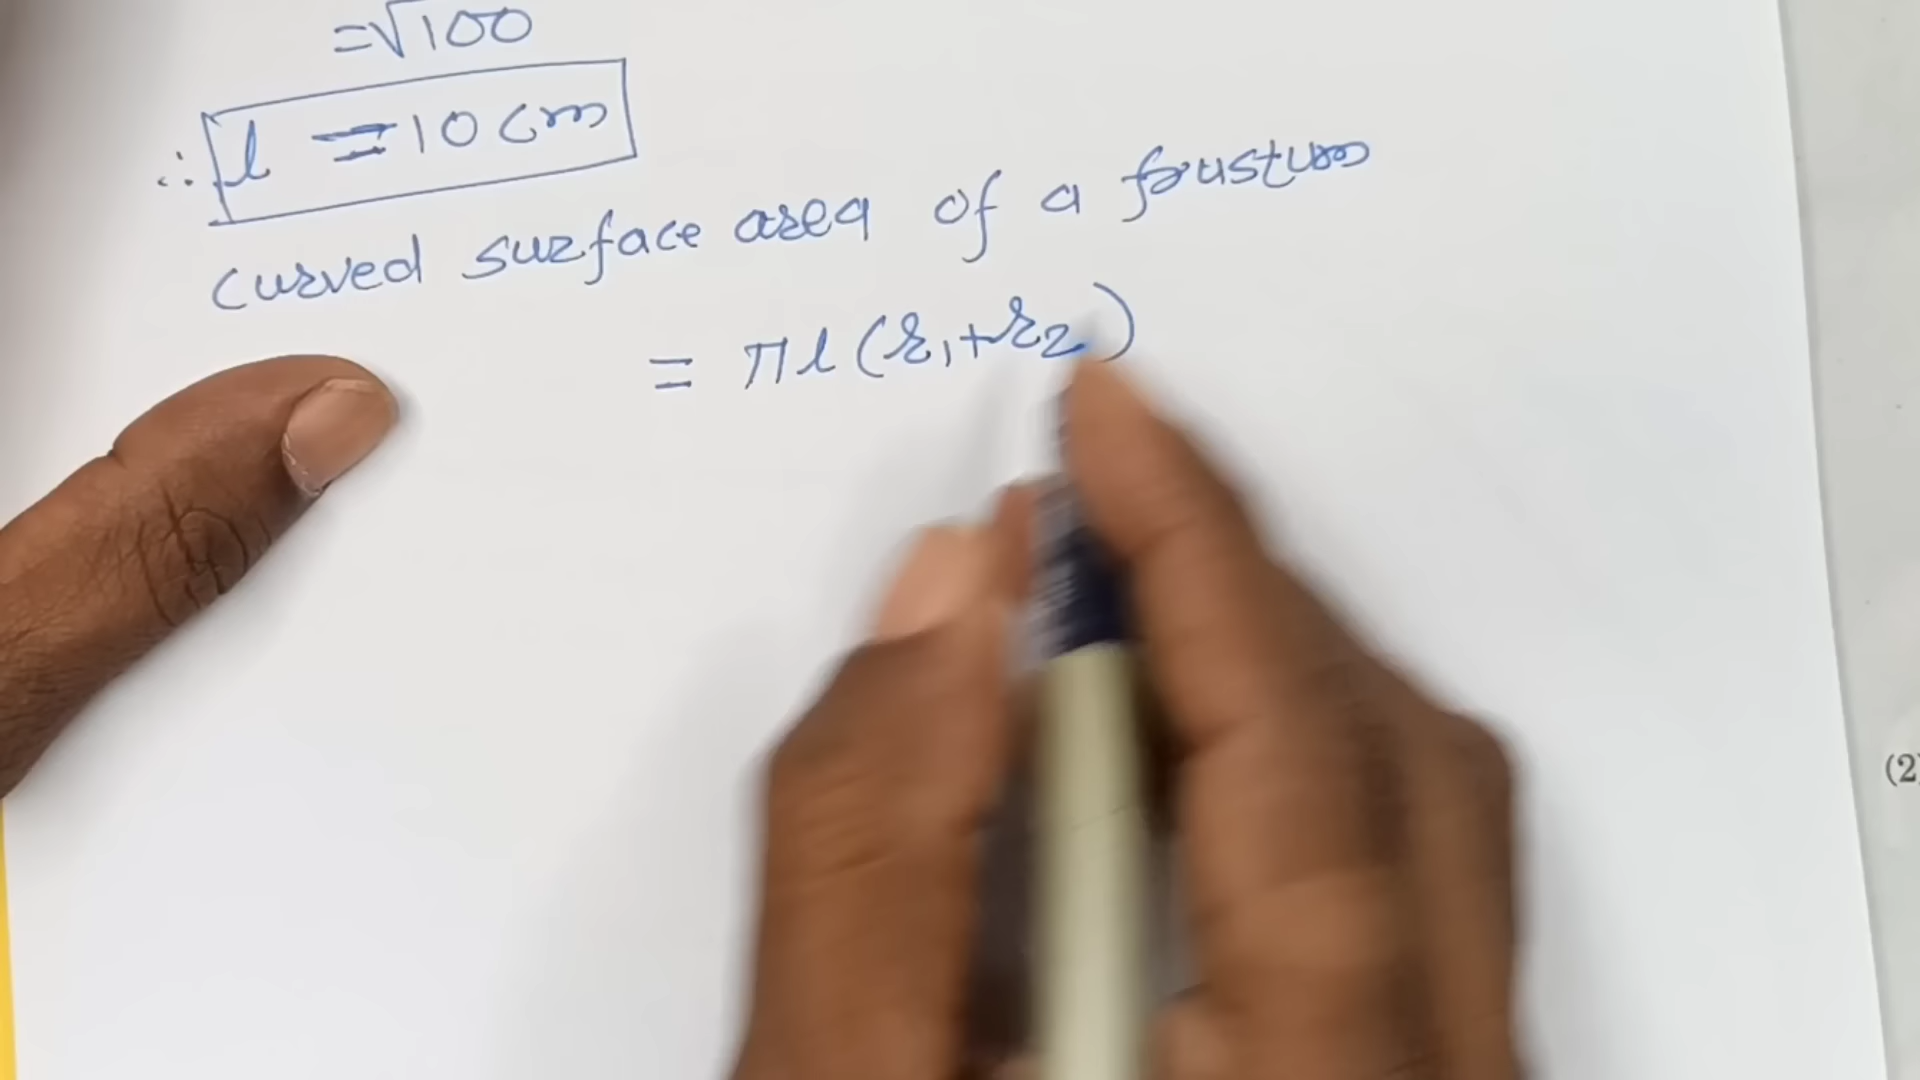 =√100
∴ l = 10 cm
curved surface area of a frustum
= πl(r₁+r₂)
(2)